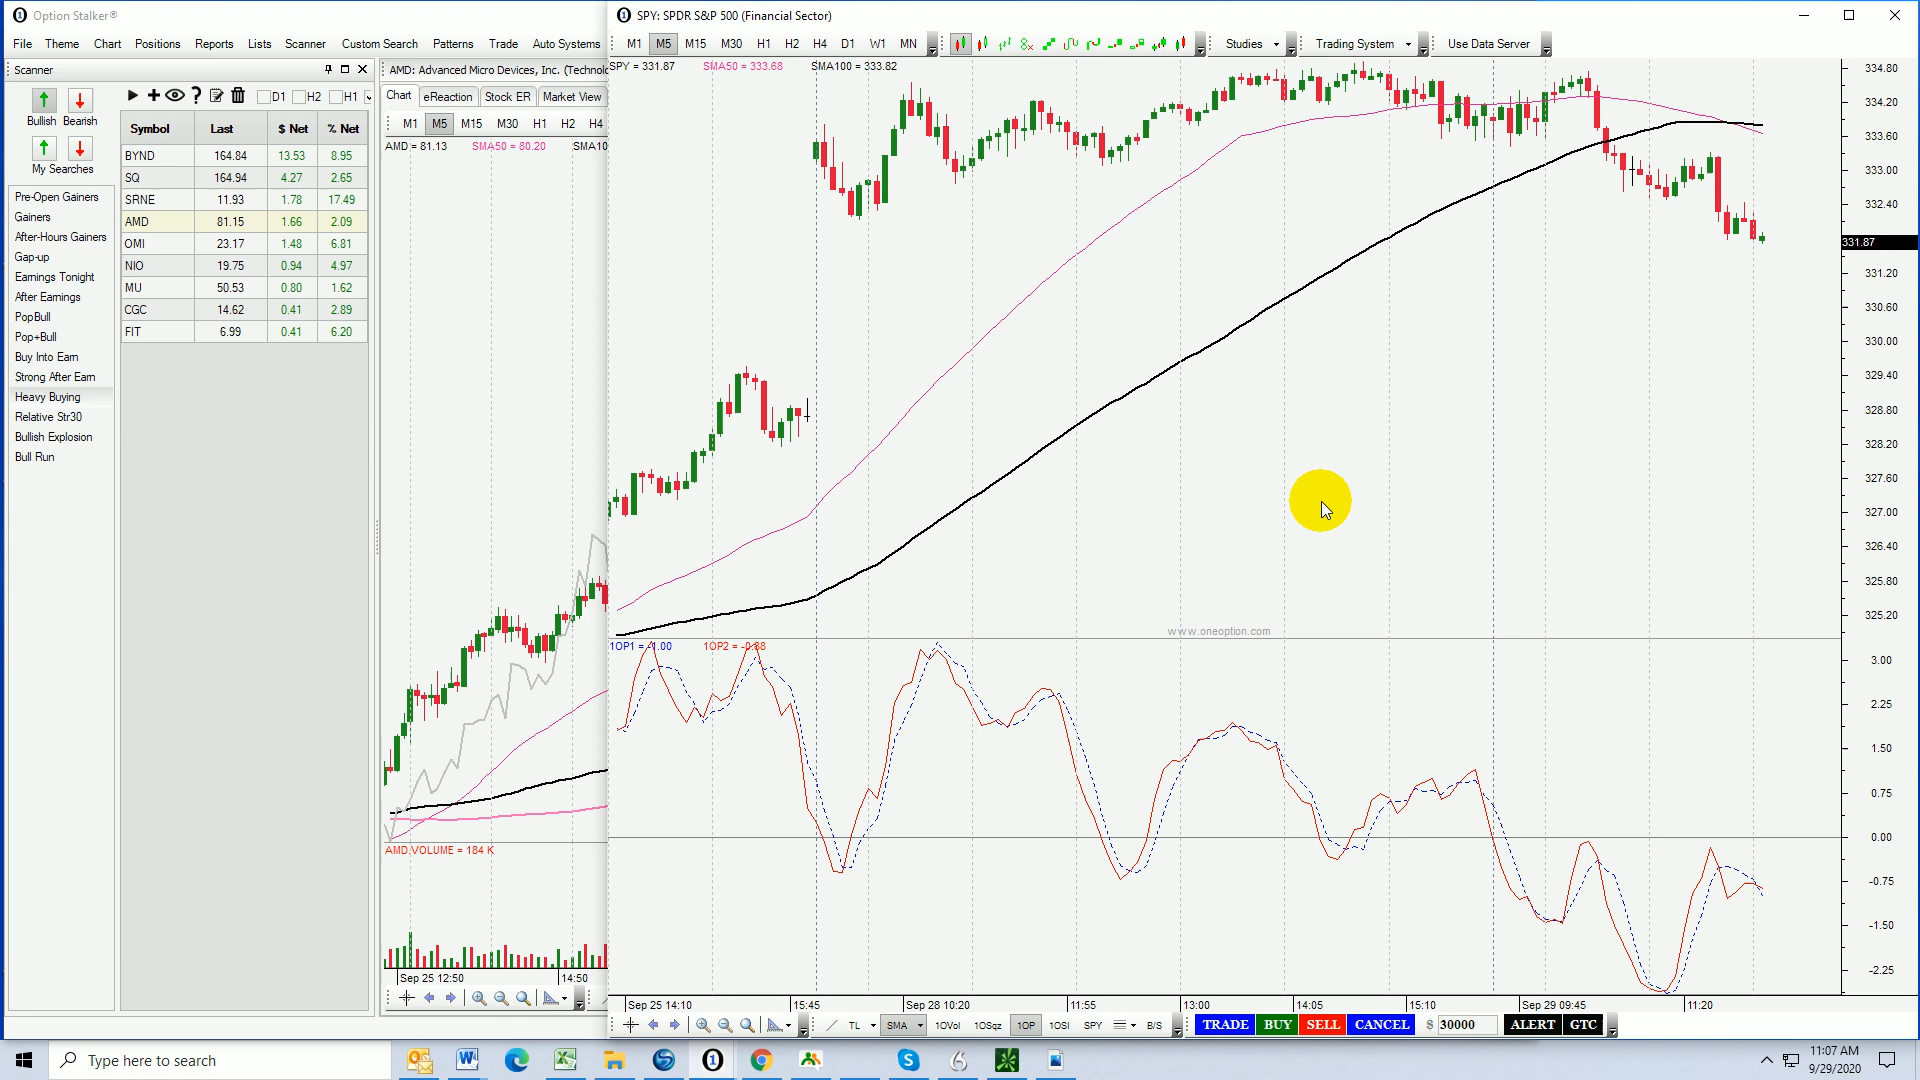 Option Stalker®
File Theme Chart Positions Reports Lists Scanner Custom Search Patterns Trade Auto Systems
Scanner
Bullish Bearish
My Searches
Pre-Open Gainers
Gainers
After-Hours Gainers
Gap-up
Earnings Tonight
After Earnings
PopBull
Pop+Bull
Buy Into Earn
Strong After Earn
Heavy Buying
Relative Str30
Bullish Explosion
Bull Run
D1 H2 H1
Symbol Last $ Net % Net
BYND 164.84 13.53 8.95
SQ 164.94 4.27 2.65
SRNE 11.93 1.78 17.49
AMD 81.15 1.66 2.09
OMI 23.17 1.48 6.81
NIO 19.75 0.94 4.97
MU 50.53 0.80 1.62
CGC 14.62 0.41 2.89
FIT 6.99 0.41 6.20
AMD: Advanced Micro Devices, Inc. (Technolo
Chart eReaction Stock ER Market View
M1 M5 M15 M30 H1 H2 H4
AMD = 81.13 SMA50 = 80.20 SMA10
AMD,VOLUME = 184 K
Sep 25 12:50 14:50
SPY: SPDR S&P 500 (Financial Sector)
M1 M5 M15 M30 H1 H2 H4 D1 W1 MN Studies Trading System Use Data Server
SPY = 331.87 SMA50 = 333.68 SMA100 = 333.82
334.80
334.20
333.60
333.00
332.40
331.87
331.20
330.60
330.00
329.40
328.80
328.20
327.60
327.00
326.40
325.80
325.20
www.oneoption.com
1OP1 = -1.00 1OP2 = -0.88
3.00
2.25
1.50
0.75
0.00
-0.75
-1.50
-2.25
Sep 25 14:10 15:45 Sep 28 10:20 11:55 13:00 14:05 15:10 Sep 29 09:45 11:20
TL SMA 1OVol 1OSqz 1OP 1OSI SPY B/S TRADE BUY SELL CANCEL $ 30000 ALERT GTC
Type here to search
11:07 AM
9/29/2020